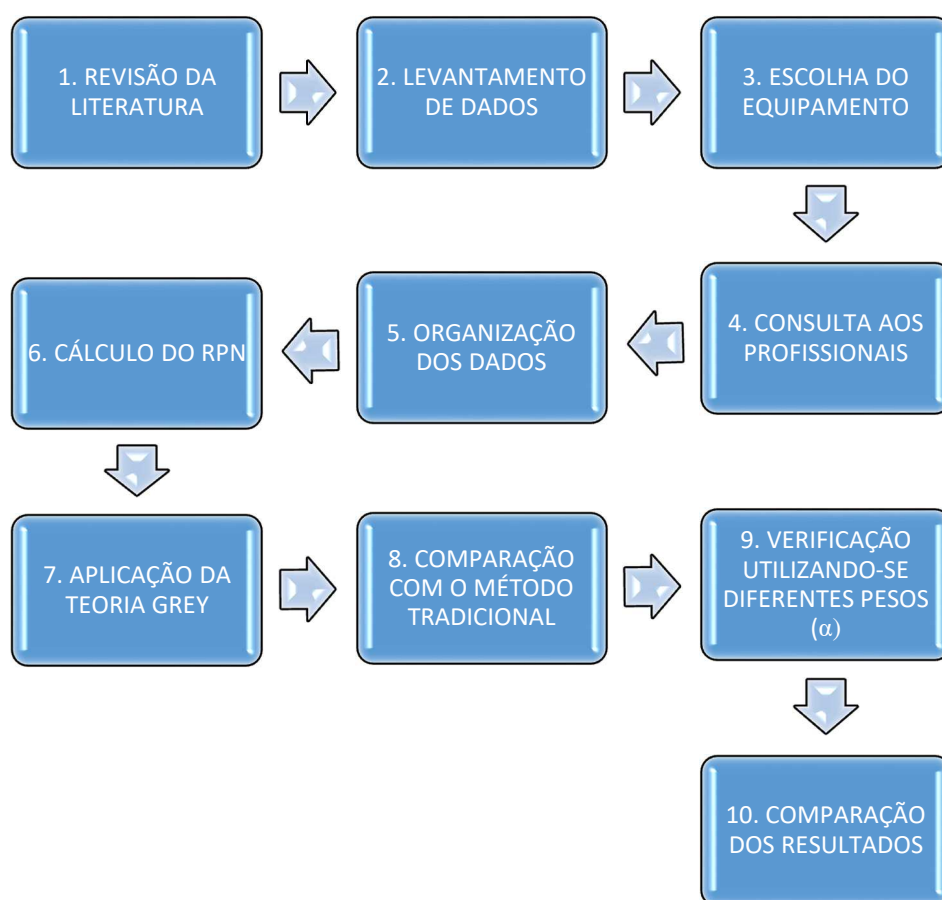 1. REVISÃO DA
LITERATURA
2. LEVANTAMENTO
DE DADOS
3. ESCOLHA DO
EQUIPAMENTO
4. CONSULTA AOS
PROFISSIONAIS
5. ORGANIZAÇÃO
DOS DADOS
6. CÁLCULO DO RPN
7. APLICAÇÃO DA
TEORIA GREY
8. COMPARAÇÃO
COM O MÉTODO
TRADICIONAL
9. VERIFICAÇÃO
UTILIZANDO-SE
DIFERENTES PESOS
(α)
10. COMPARAÇÃO
DOS RESULTADOS